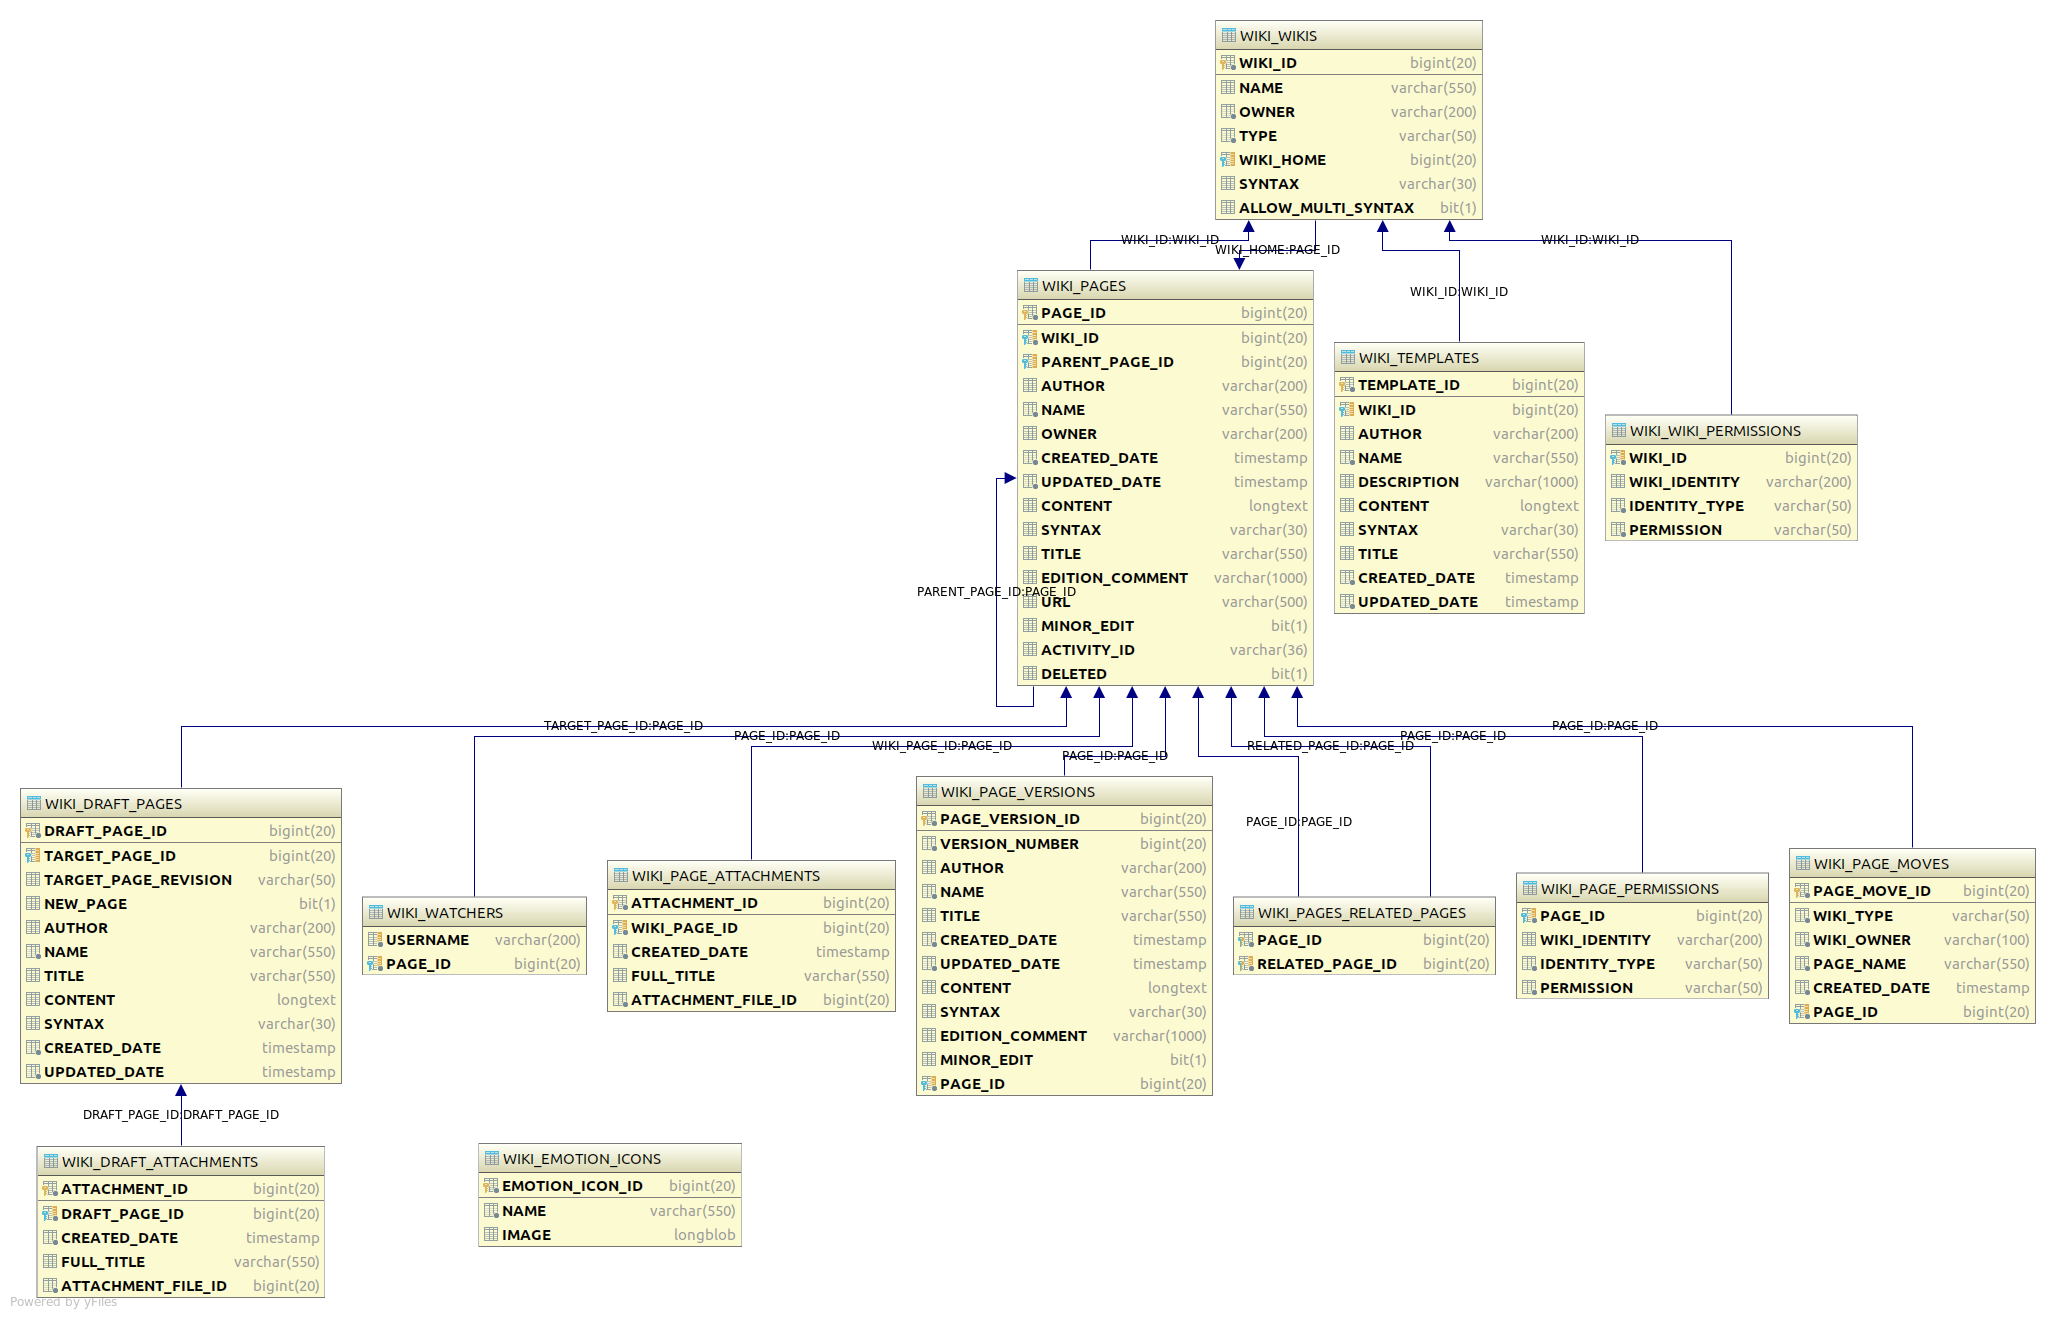 WIKI_WIKIS
WIKI_ID bigint(20)
NAME varchar(550)
OWNER varchar(200)
TYPE varchar(50)
WIKI_HOME bigint(20)
SYNTAX varchar(30)
ALLOW_MULTI_SYNTAX bit(1)
WIKI_ID:WIKI_ID
WIKI_HOME:PAGE_ID
WIKI_ID:WIKI_ID
WIKI_ID:WIKI_ID
WIKI_PAGES
PAGE_ID bigint(20)
WIKI_ID bigint(20)
PARENT_PAGE_ID bigint(20)
AUTHOR varchar(200)
NAME varchar(550)
OWNER varchar(200)
CREATED_DATE timestamp
UPDATED_DATE timestamp
CONTENT longtext
SYNTAX varchar(30)
TITLE varchar(550)
EDITION_COMMENT varchar(1000)
URL varchar(500)
MINOR_EDIT bit(1)
ACTIVITY_ID varchar(36)
DELETED bit(1)
PARENT_PAGE_ID:PAGE_ID
WIKI_TEMPLATES
TEMPLATE_ID bigint(20)
WIKI_ID bigint(20)
AUTHOR varchar(200)
NAME varchar(550)
DESCRIPTION varchar(1000)
CONTENT longtext
SYNTAX varchar(30)
TITLE varchar(550)
CREATED_DATE timestamp
UPDATED_DATE timestamp
WIKI_WIKI_PERMISSIONS
WIKI_ID bigint(20)
WIKI_IDENTITY varchar(200)
IDENTITY_TYPE varchar(50)
PERMISSION varchar(50)
TARGET_PAGE_ID:PAGE_ID
PAGE_ID:PAGE_ID
WIKI_PAGE_ID:PAGE_ID
PAGE_ID:PAGE_ID
RELATED_PAGE_ID:PAGE_ID
PAGE_ID:PAGE_ID
PAGE_ID:PAGE_ID
PAGE_ID:PAGE_ID
WIKI_DRAFT_PAGES
DRAFT_PAGE_ID bigint(20)
TARGET_PAGE_ID bigint(20)
TARGET_PAGE_REVISION varchar(50)
NEW_PAGE bit(1)
AUTHOR varchar(200)
NAME varchar(550)
TITLE varchar(550)
CONTENT longtext
SYNTAX varchar(30)
CREATED_DATE timestamp
UPDATED_DATE timestamp
WIKI_WATCHERS
USERNAME varchar(200)
PAGE_ID bigint(20)
WIKI_PAGE_ATTACHMENTS
ATTACHMENT_ID bigint(20)
WIKI_PAGE_ID bigint(20)
CREATED_DATE timestamp
FULL_TITLE varchar(550)
ATTACHMENT_FILE_ID bigint(20)
WIKI_PAGE_VERSIONS
PAGE_VERSION_ID bigint(20)
VERSION_NUMBER bigint(20)
AUTHOR varchar(200)
NAME varchar(550)
TITLE varchar(550)
CREATED_DATE timestamp
UPDATED_DATE timestamp
CONTENT longtext
SYNTAX varchar(30)
EDITION_COMMENT varchar(1000)
MINOR_EDIT bit(1)
PAGE_ID bigint(20)
WIKI_PAGES_RELATED_PAGES
PAGE_ID bigint(20)
RELATED_PAGE_ID bigint(20)
WIKI_PAGE_PERMISSIONS
PAGE_ID bigint(20)
WIKI_IDENTITY varchar(200)
IDENTITY_TYPE varchar(50)
PERMISSION varchar(50)
WIKI_PAGE_MOVES
PAGE_MOVE_ID bigint(20)
WIKI_TYPE varchar(50)
WIKI_OWNER varchar(100)
PAGE_NAME varchar(550)
CREATED_DATE timestamp
PAGE_ID bigint(20)
DRAFT_PAGE_ID:DRAFT_PAGE_ID
WIKI_DRAFT_ATTACHMENTS
ATTACHMENT_ID bigint(20)
DRAFT_PAGE_ID bigint(20)
CREATED_DATE timestamp
FULL_TITLE varchar(550)
ATTACHMENT_FILE_ID bigint(20)
WIKI_EMOTION_ICONS
EMOTION_ICON_ID bigint(20)
NAME varchar(550)
IMAGE longblob
Powered by yFiles